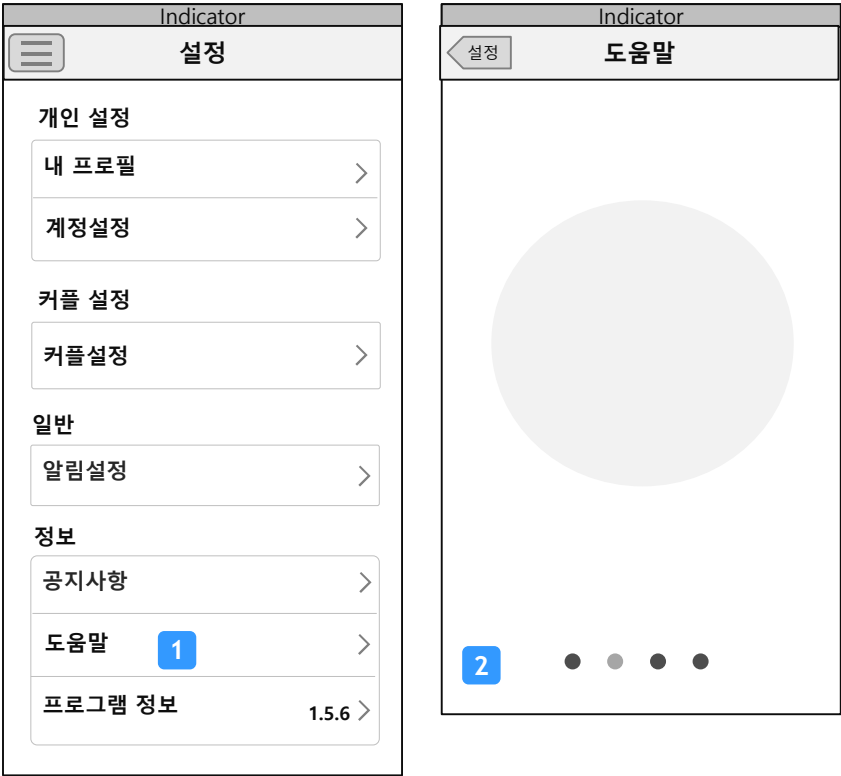 Indicator
설정
개인 설정
내 프로필
계정설정
커플 설정
커플설정
일반
알림설정
정보
공지사항
도움말 1
프로그램 정보 1.5.6
Indicator
설정 도움말
2